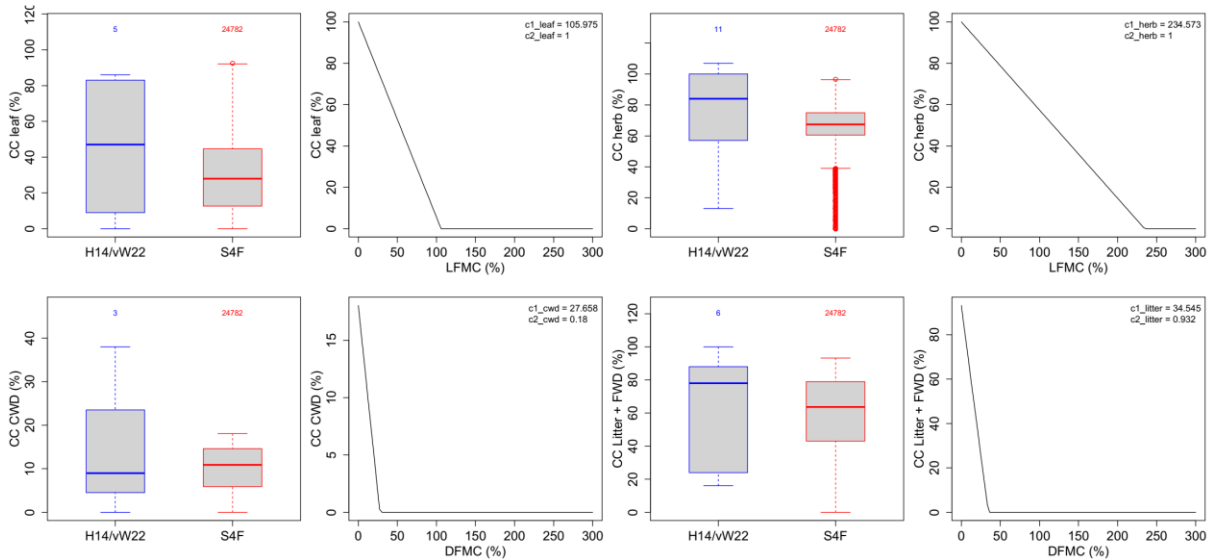 CC leaf (%)
0 20 40 60 80 100 120
5 24782
H14/vW22 S4F
CC leaf (%)
0 20 40 60 80 100
c1_leaf = 105.975
c2_leaf = 1
0 50 100 150 200 250 300
LFMC (%)
CC herb (%)
0 20 40 60 80 100 120
11 24782
H14/vW22 S4F
CC herb (%)
0 20 40 60 80 100
c1_herb = 234.573
c2_herb = 1
0 50 100 150 200 250 300
LFMC (%)
CC CWD (%)
0 10 20 30 40
3 24782
H14/vW22 S4F
CC CWD (%)
0 5 10 15
c1_cwd = 27.658
c2_cwd = 0.18
0 50 100 150 200 250 300
DFMC (%)
CC Litter + FWD (%)
0 20 40 60 80 100 120
6 24782
H14/vW22 S4F
CC Litter + FWD (%)
0 20 40 60 80
c1_litter = 34.545
c2_litter = 0.932
0 50 100 150 200 250 300
DFMC (%)